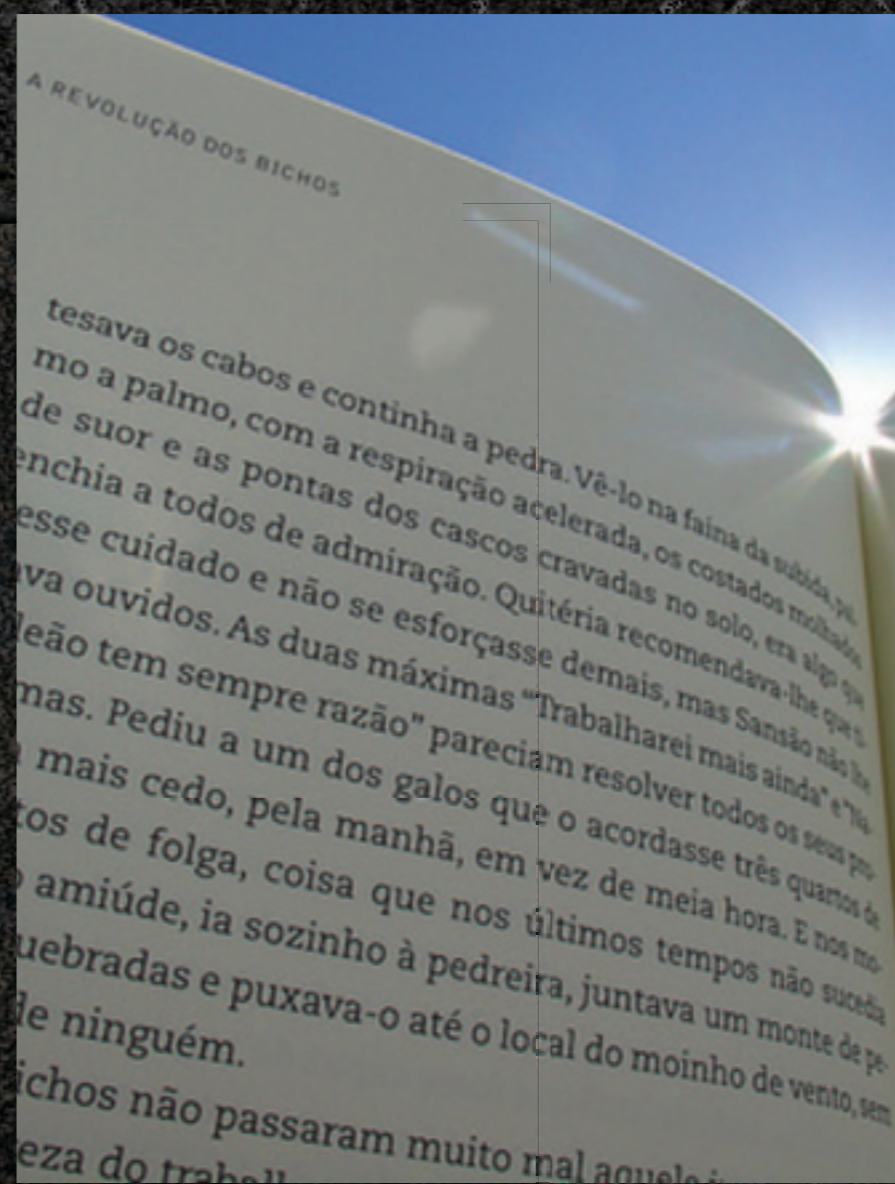 A REVOLUÇÃO DOS BICHOS
tesava os cabos e continha a pedra. Vê-lo na faina da subida, pal-
mo a palmo, com a respiração acelerada, os costados molhados
de suor e as pontas dos cascos cravadas no solo, era algo que
enchia a todos de admiração. Quitéria recomendava-lhe que ti-
esse cuidado e não se esforçasse demais, mas Sansão não lhe
ava ouvidos. As duas máximas “Trabalharei mais ainda” e “Na-
leão tem sempre razão” pareciam resolver todos os seus pro-
mas. Pediu a um dos galos que o acordasse três quartos de
mais cedo, pela manhã, em vez de meia hora. E nos mo-
tos de folga, coisa que nos últimos tempos não sucedia
amiúde, ia sozinho à pedreira, juntava um monte de pe-
uebradas e puxava-o até o local do moinho de vento, sem
de ninguém.
ichos não passaram muito mal aquele
eza do